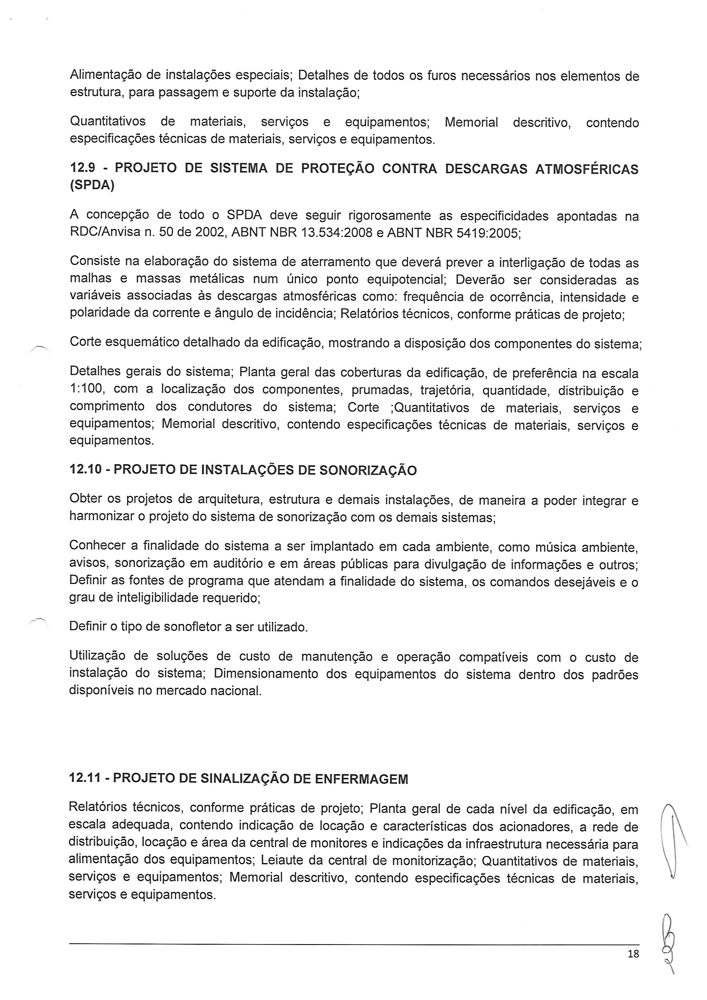 Alimentação de instalações especiais; Detalhes de todos os furos necessários nos elementos de
estrutura, para passagem e suporte da instalação;
Quantitativos de materiais, serviços e equipamentos; Memorial descritivo, contendo
especificações técnicas de materiais, serviços e equipamentos.
12.9 - PROJETO DE SISTEMA DE PROTEÇÃO CONTRA DESCARGAS ATMOSFÉRICAS
(SPDA)
A concepção de todo o SPDA deve seguir rigorosamente as especificidades apontadas na
RDC/Anvisa n. 50 de 2002, ABNT NBR 13.534:2008 e ABNT NBR 5419:2005;
Consiste na elaboração do sistema de aterramento que deverá prever a interligação de todas as
malhas e massas metálicas num único ponto equipotencial; Deverão ser consideradas as
variáveis associadas às descargas atmosféricas como: frequência de ocorrência, intensidade e
polaridade da corrente e ângulo de incidência; Relatórios técnicos, conforme práticas de projeto;
Corte esquemático detalhado da edificação, mostrando a disposição dos componentes do sistema;
Detalhes gerais do sistema; Planta geral das coberturas da edificação, de preferência na escala
1:100, com a localização dos componentes, prumadas, trajetória, quantidade, distribuição e
comprimento dos condutores do sistema; Corte ;Quantitativos de materiais, serviços e
equipamentos; Memorial descritivo, contendo especificações técnicas de materiais, serviços e
equipamentos.
12.10 - PROJETO DE INSTALAÇÕES DE SONORIZAÇÃO
Obter os projetos de arquitetura, estrutura e demais instalações, de maneira a poder integrar e
harmonizar o projeto do sistema de sonorização com os demais sistemas;
Conhecer a finalidade do sistema a ser implantado em cada ambiente, como música ambiente,
avisos, sonorização em auditório e em áreas públicas para divulgação de informações e outros;
Definir as fontes de programa que atendam a finalidade do sistema, os comandos desejáveis e o
grau de inteligibilidade requerido;
Definir o tipo de sonofletor a ser utilizado.
Utilização de soluções de custo de manutenção e operação compatíveis com o custo de
instalação do sistema; Dimensionamento dos equipamentos do sistema dentro dos padrões
disponíveis no mercado nacional.
12.11 - PROJETO DE SINALIZAÇÃO DE ENFERMAGEM
Relatórios técnicos, conforme práticas de projeto; Planta geral de cada nível da edificação, em
escala adequada, contendo indicação de locação e características dos acionadores, a rede de
distribuição, locação e área da central de monitores e indicações da infraestrutura necessária para
alimentação dos equipamentos; Leiaute da central de monitorização; Quantitativos de materiais,
serviços e equipamentos; Memorial descritivo, contendo especificações técnicas de materiais,
serviços e equipamentos.
18